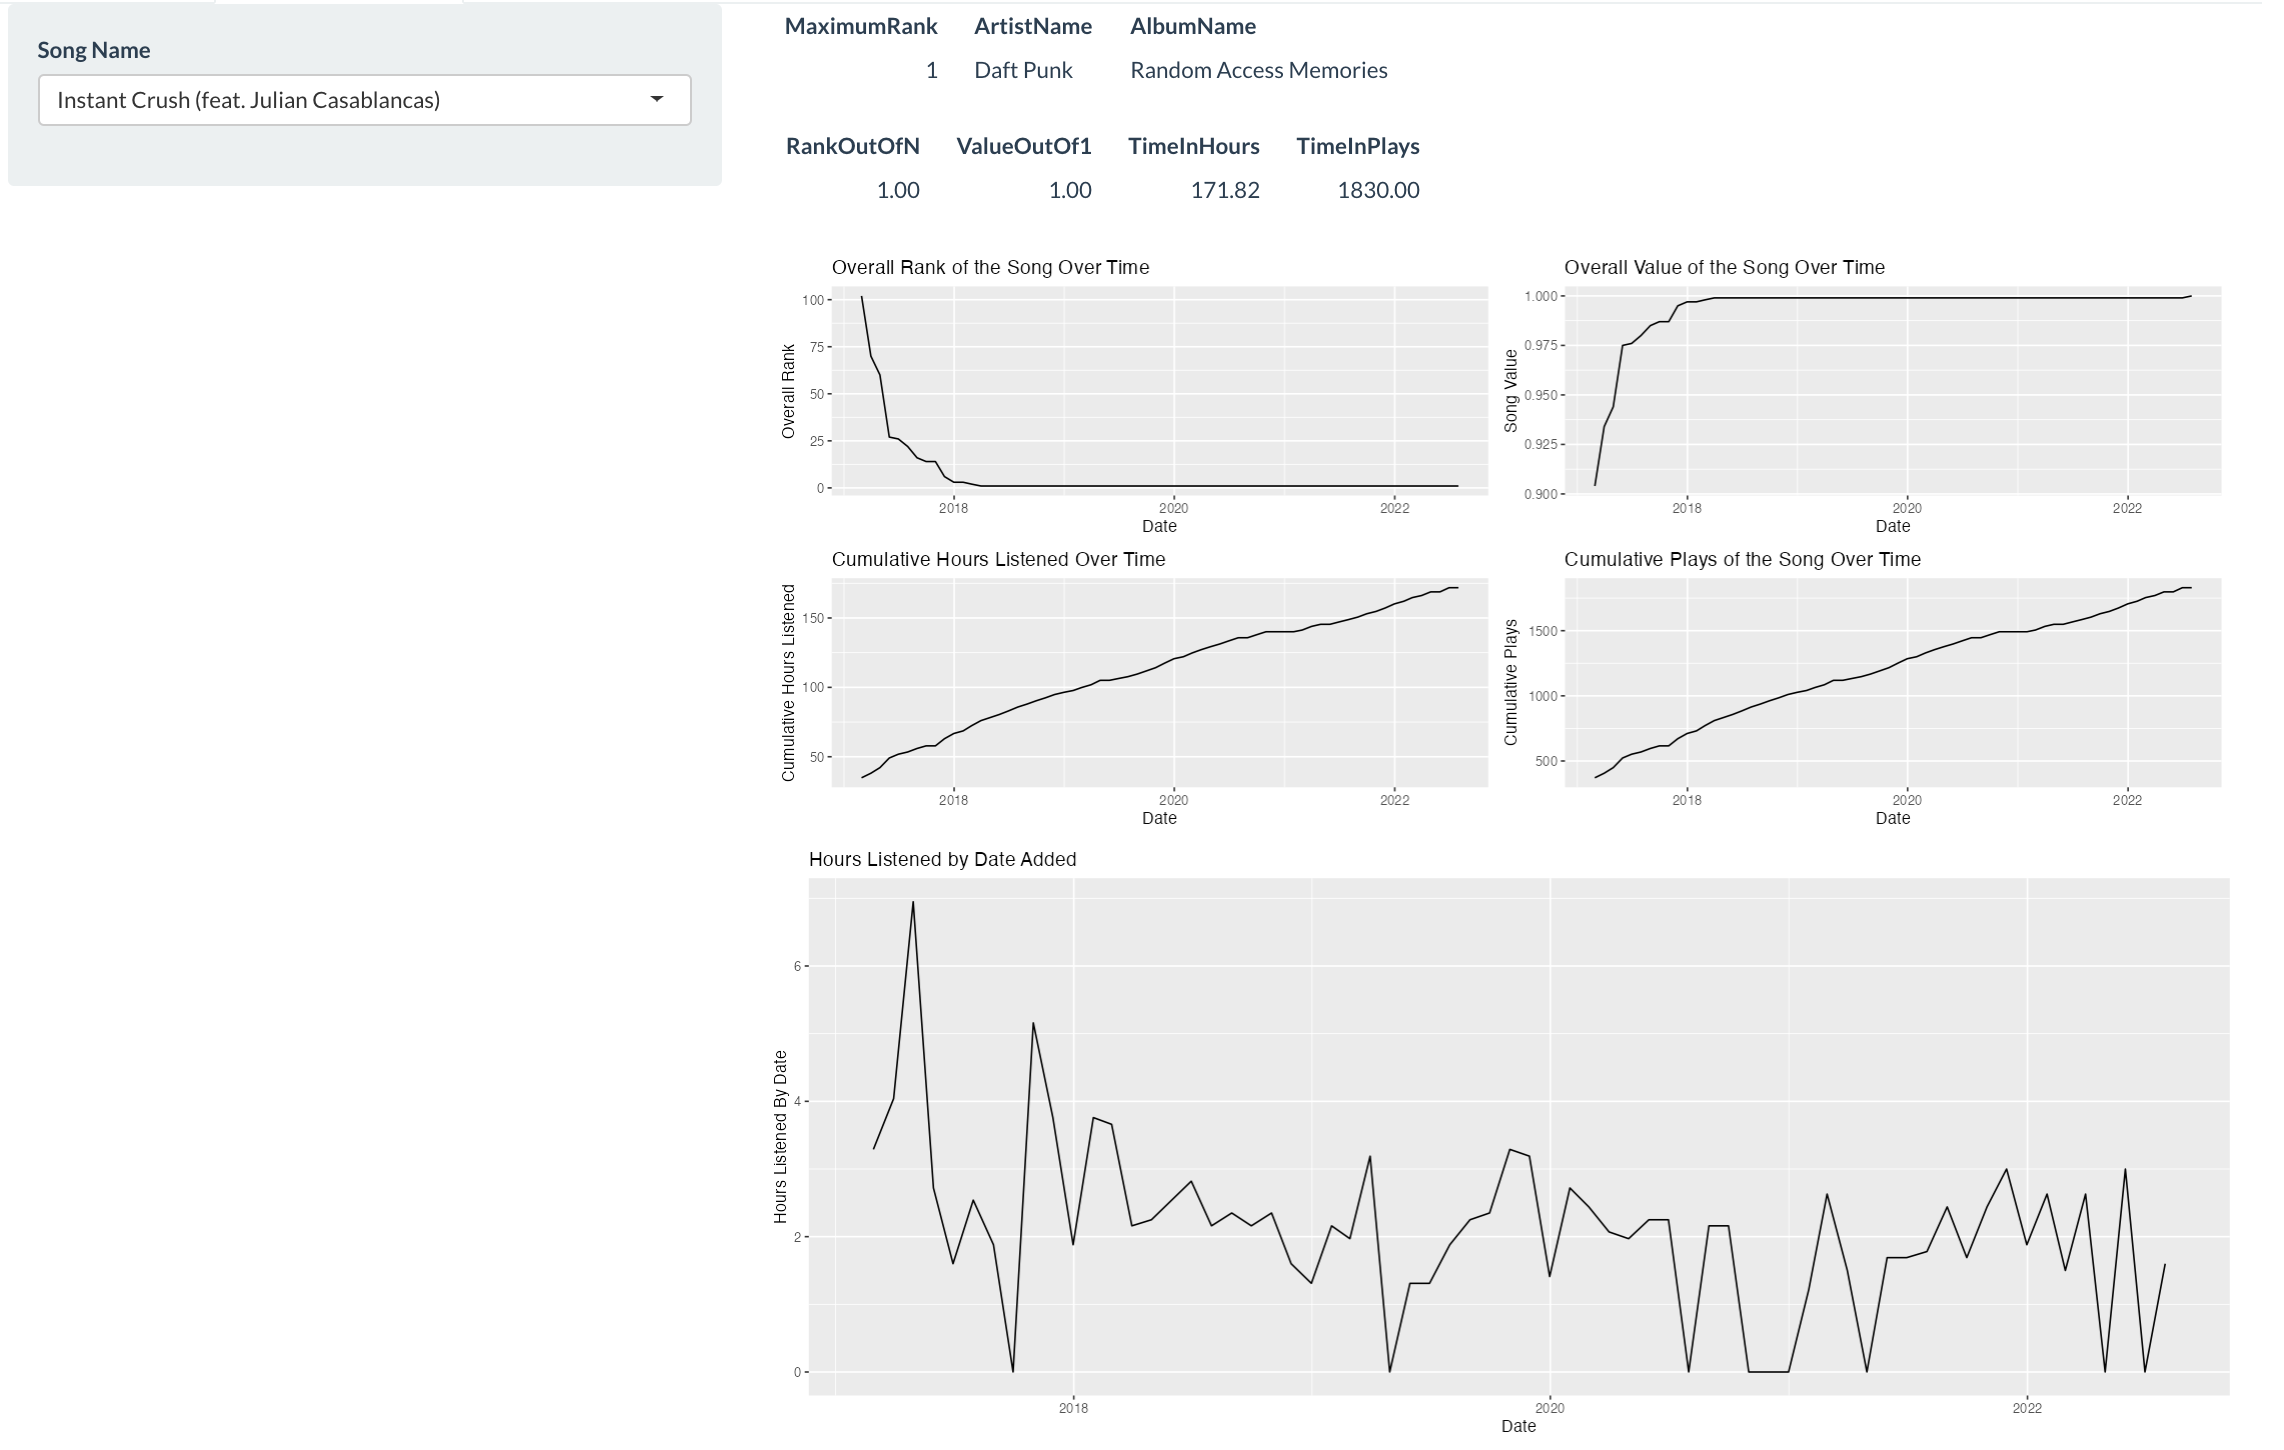 Song Name
Instant Crush (feat. Julian Casablancas)
MaximumRank ArtistName AlbumName
1 Daft Punk Random Access Memories
RankOutOfN ValueOutOf1 TimeInHours TimeInPlays
1.00 1.00 171.82 1830.00
Overall Rank of the Song Over Time
Overall Rank
100
75
50
25
0
2018 2020 2022
Date
Overall Value of the Song Over Time
Song Value
1.000
0.975
0.950
0.925
0.900
2018 2020 2022
Date
Cumulative Hours Listened Over Time
Cumulative Hours Listened
150
100
50
2018 2020 2022
Date
Cumulative Plays of the Song Over Time
Cumulative Plays
1500
1000
500
2018 2020 2022
Date
Hours Listened by Date Added
Hours Listened By Date
6
4
2
0
2018 2020 2022
Date